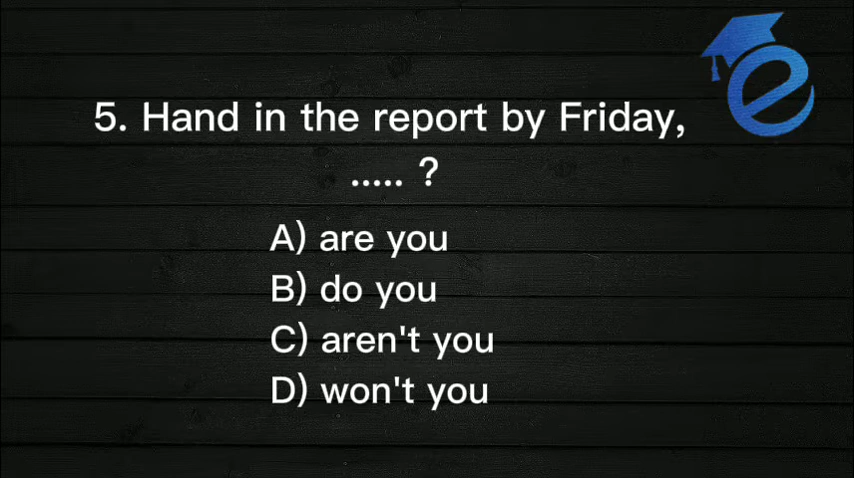 5. Hand in the report by Friday,
..... ?
A) are you
B) do you
C) aren't you
D) won't you